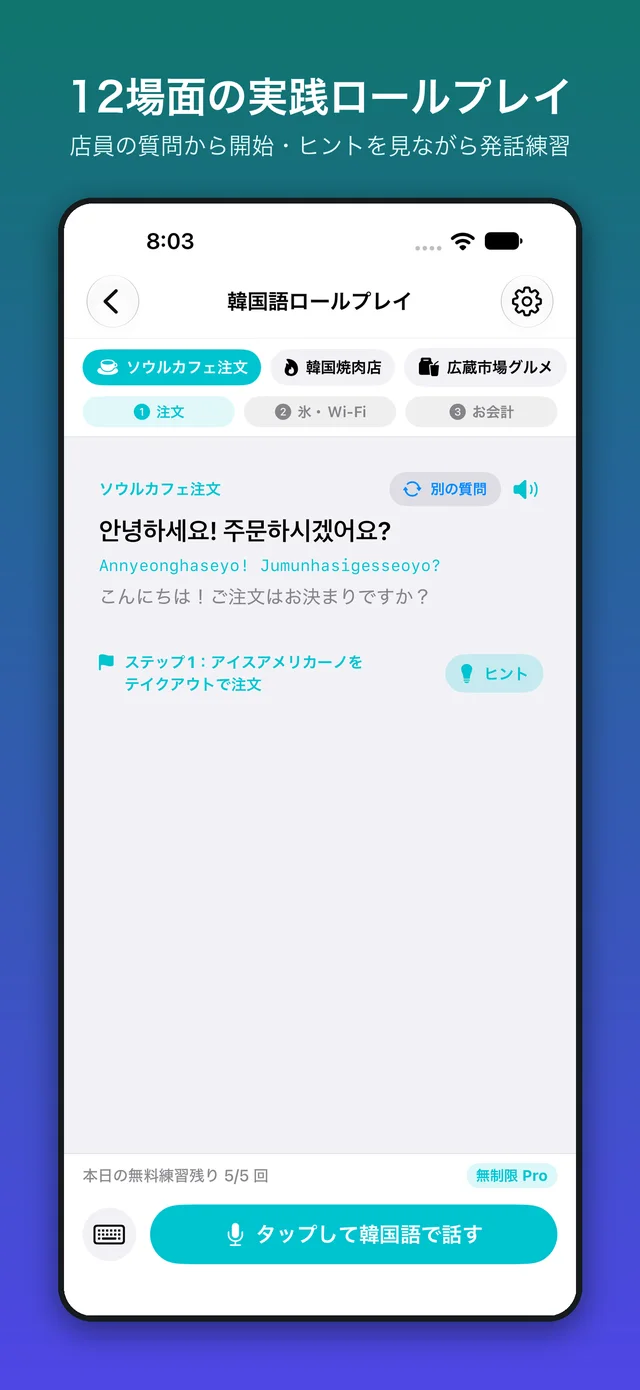 12場面の実践ロールプレイ
店員の質問から開始・ヒントを見ながら発話練習
8:03
韓国語ロールプレイ
ソウルカフェ注文 韓国焼肉店 広蔵市場グルメ
1 注文 2 氷・Wi-Fi 3 お会計
ソウルカフェ注文 別の質問
안녕하세요! 주문하시겠어요?
Annyeonghaseyo! Jumunhasigesseoyo?
こんにちは！ご注文はお決まりですか？
ステップ1：アイスアメリカーノを
テイクアウトで注文
ヒント
本日の無料練習残り 5/5 回 無制限 Pro
タップして韓国語で話す